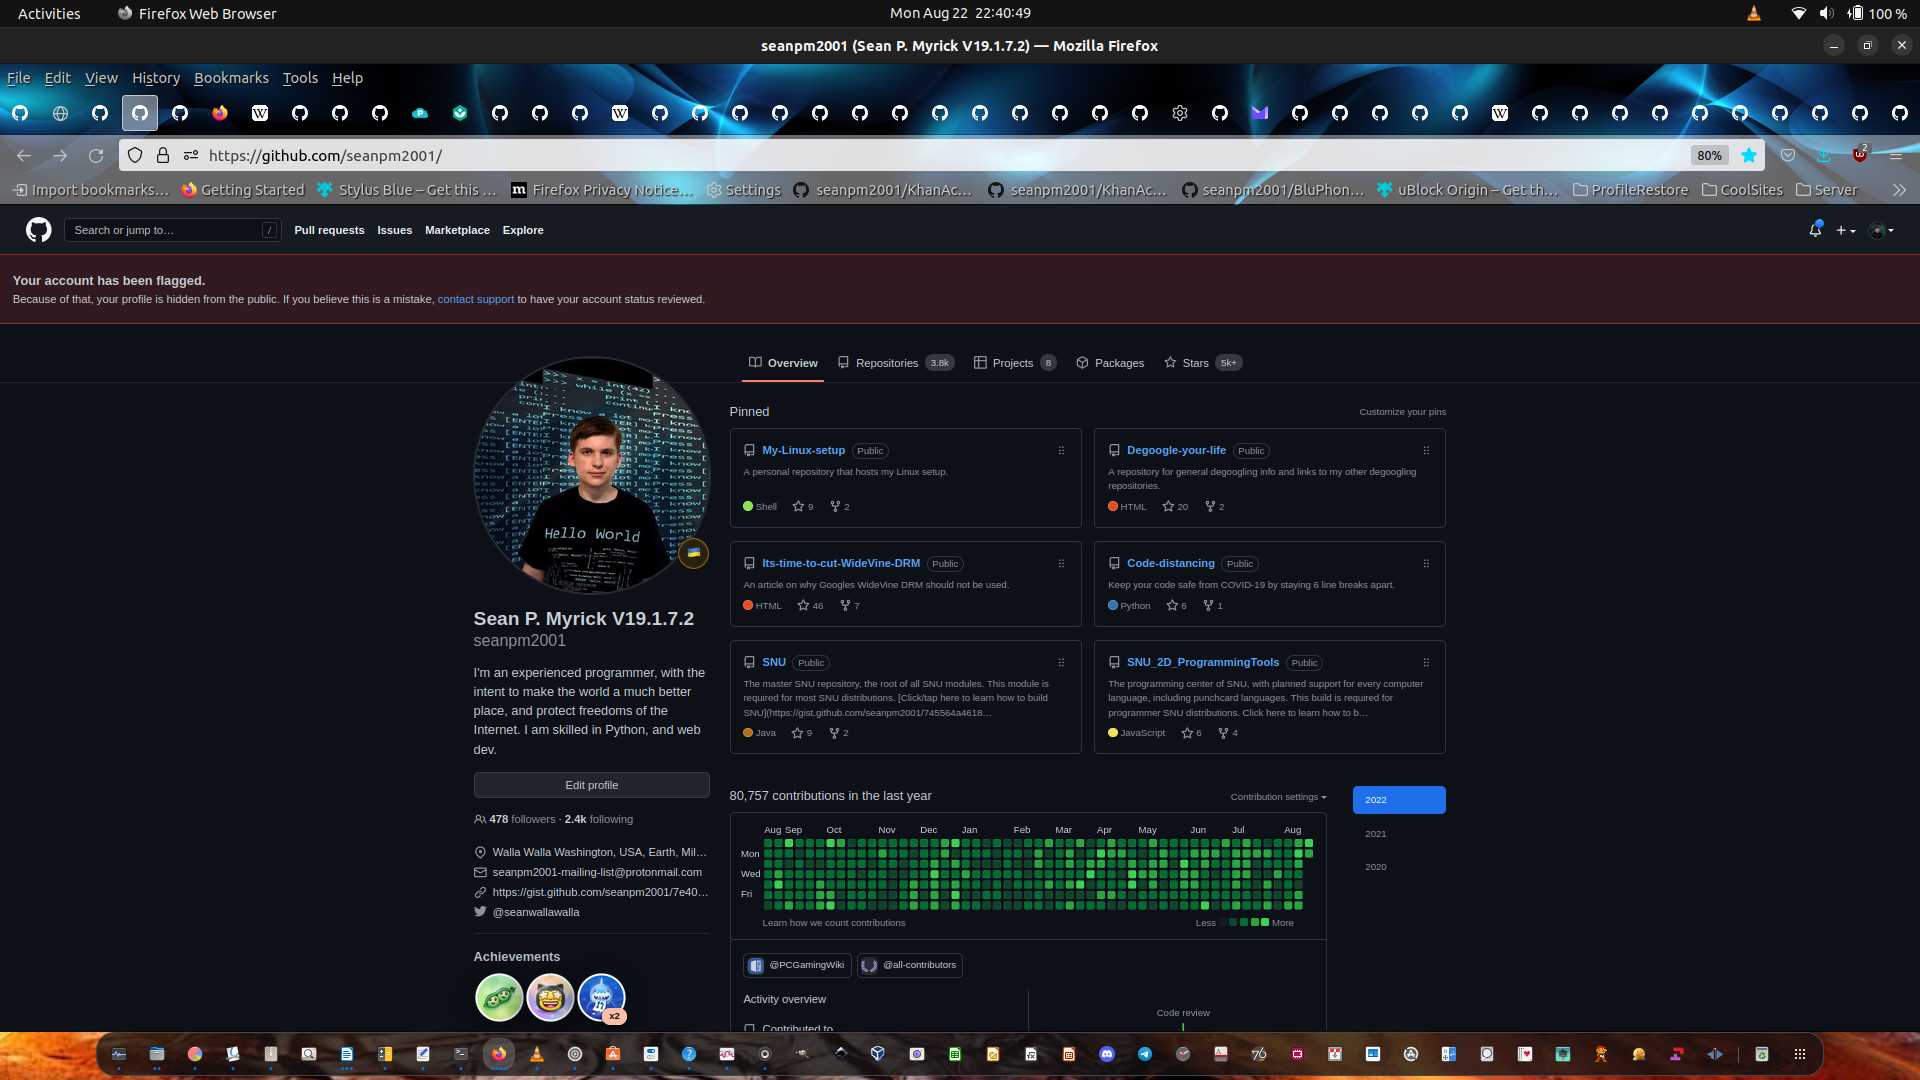 Activities
Firefox Web Browser
Mon Aug 22 22:40:49
100 %
seanpm2001 (Sean P. Myrick V19.1.7.2) — Mozilla Firefox
File Edit View History Bookmarks Tools Help
https://github.com/seanpm2001/
80%
2
Import bookmarks…
Getting Started
Stylus Blue – Get this …
Firefox Privacy Notice…
Settings
seanpm2001/KhanAc…
seanpm2001/KhanAc…
seanpm2001/BluPhon…
uBlock Origin – Get th…
ProfileRestore
CoolSites
Server
Search or jump to…
/
Pull requests
Issues
Marketplace
Explore
Your account has been flagged.
Because of that, your profile is hidden from the public. If you believe this is a mistake, contact support to have your account status reviewed.
Overview
Repositories 3.8k
Projects 8
Packages
Stars 5k+
Hello World
Sean P. Myrick V19.1.7.2
seanpm2001
I'm an experienced programmer, with the
intent to make the world a much better
place, and protect freedoms of the
Internet. I am skilled in Python, and web
dev.
Edit profile
478 followers · 2.4k following
Walla Walla Washington, USA, Earth, Mil…
seanpm2001-mailing-list@protonmail.com
https://gist.github.com/seanpm2001/7e40…
@seanwallawalla
Achievements
x2
Pinned
Customize your pins
My-Linux-setup Public
A personal repository that hosts my Linux setup.
Shell 9 2
Degoogle-your-life Public
A repository for general degoogling info and links to my other degoogling
repositories.
HTML 20 2
Its-time-to-cut-WideVine-DRM Public
An article on why Googles WideVine DRM should not be used.
HTML 46 7
Code-distancing Public
Keep your code safe from COVID-19 by staying 6 line breaks apart.
Python 6 1
SNU Public
The master SNU repository, the root of all SNU modules. This module is
required for most SNU distributions. [Click/tap here to learn how to build
SNU](https://gist.github.com/seanpm2001/745564a4618…
Java 9 2
SNU_2D_ProgrammingTools Public
The programming center of SNU, with planned support for every computer
language, including punchcard languages. This build is required for
programmer SNU distributions. Click here to learn how to b…
JavaScript 6 4
80,757 contributions in the last year
Contribution settings
2022
2021
2020
Aug Sep Oct Nov Dec Jan Feb Mar Apr May Jun Jul Aug
Mon
Wed
Fri
Learn how we count contributions
Less More
@PCGamingWiki
@all-contributors
Activity overview
Contributed to
Code review